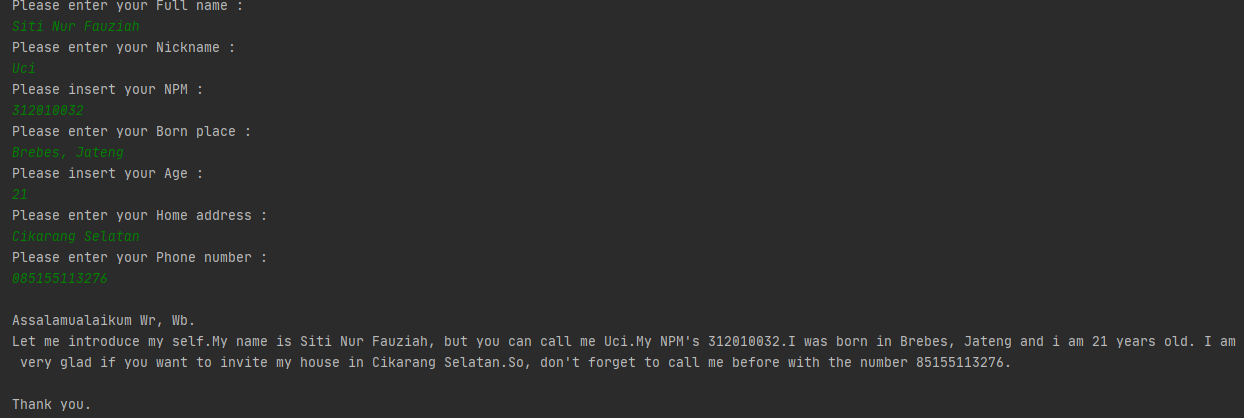 Please enter your Full name :
Siti Nur Fauziah
Please enter your Nickname :
Uci
Please insert your NPM :
312010032
Please enter your Born place :
Brebes, Jateng
Please insert your Age :
21
Please enter your Home address :
Cikarang Selatan
Please enter your Phone number :
085155113276
Assalamualaikum Wr, Wb.
Let me introduce my self.My name is Siti Nur Fauziah, but you can call me Uci.My NPM's 312010032.I was born in Brebes, Jateng and i am 21 years old. I am
very glad if you want to invite my house in Cikarang Selatan.So, don't forget to call me before with the number 85155113276.
Thank you.